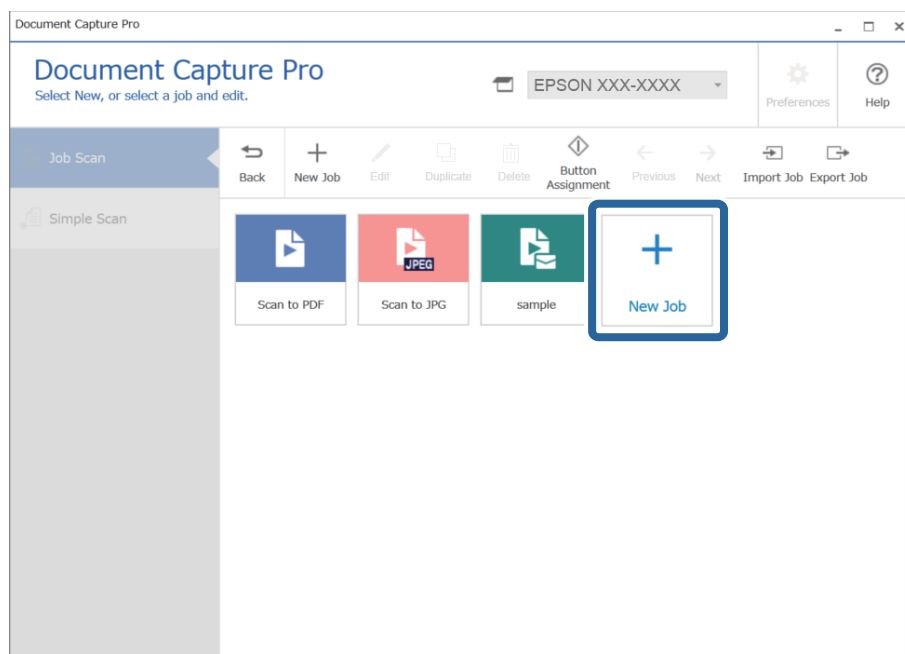 Document Capture Pro
Document Capture Pro
Select New, or select a job and edit.
EPSON XXX-XXXX
Preferences
Help
Job Scan
Simple Scan
Back
New Job
Edit
Duplicate
Delete
Button
Assignment
Previous
Next
Import Job
Export Job
JPEG
Scan to PDF
Scan to JPG
sample
New Job